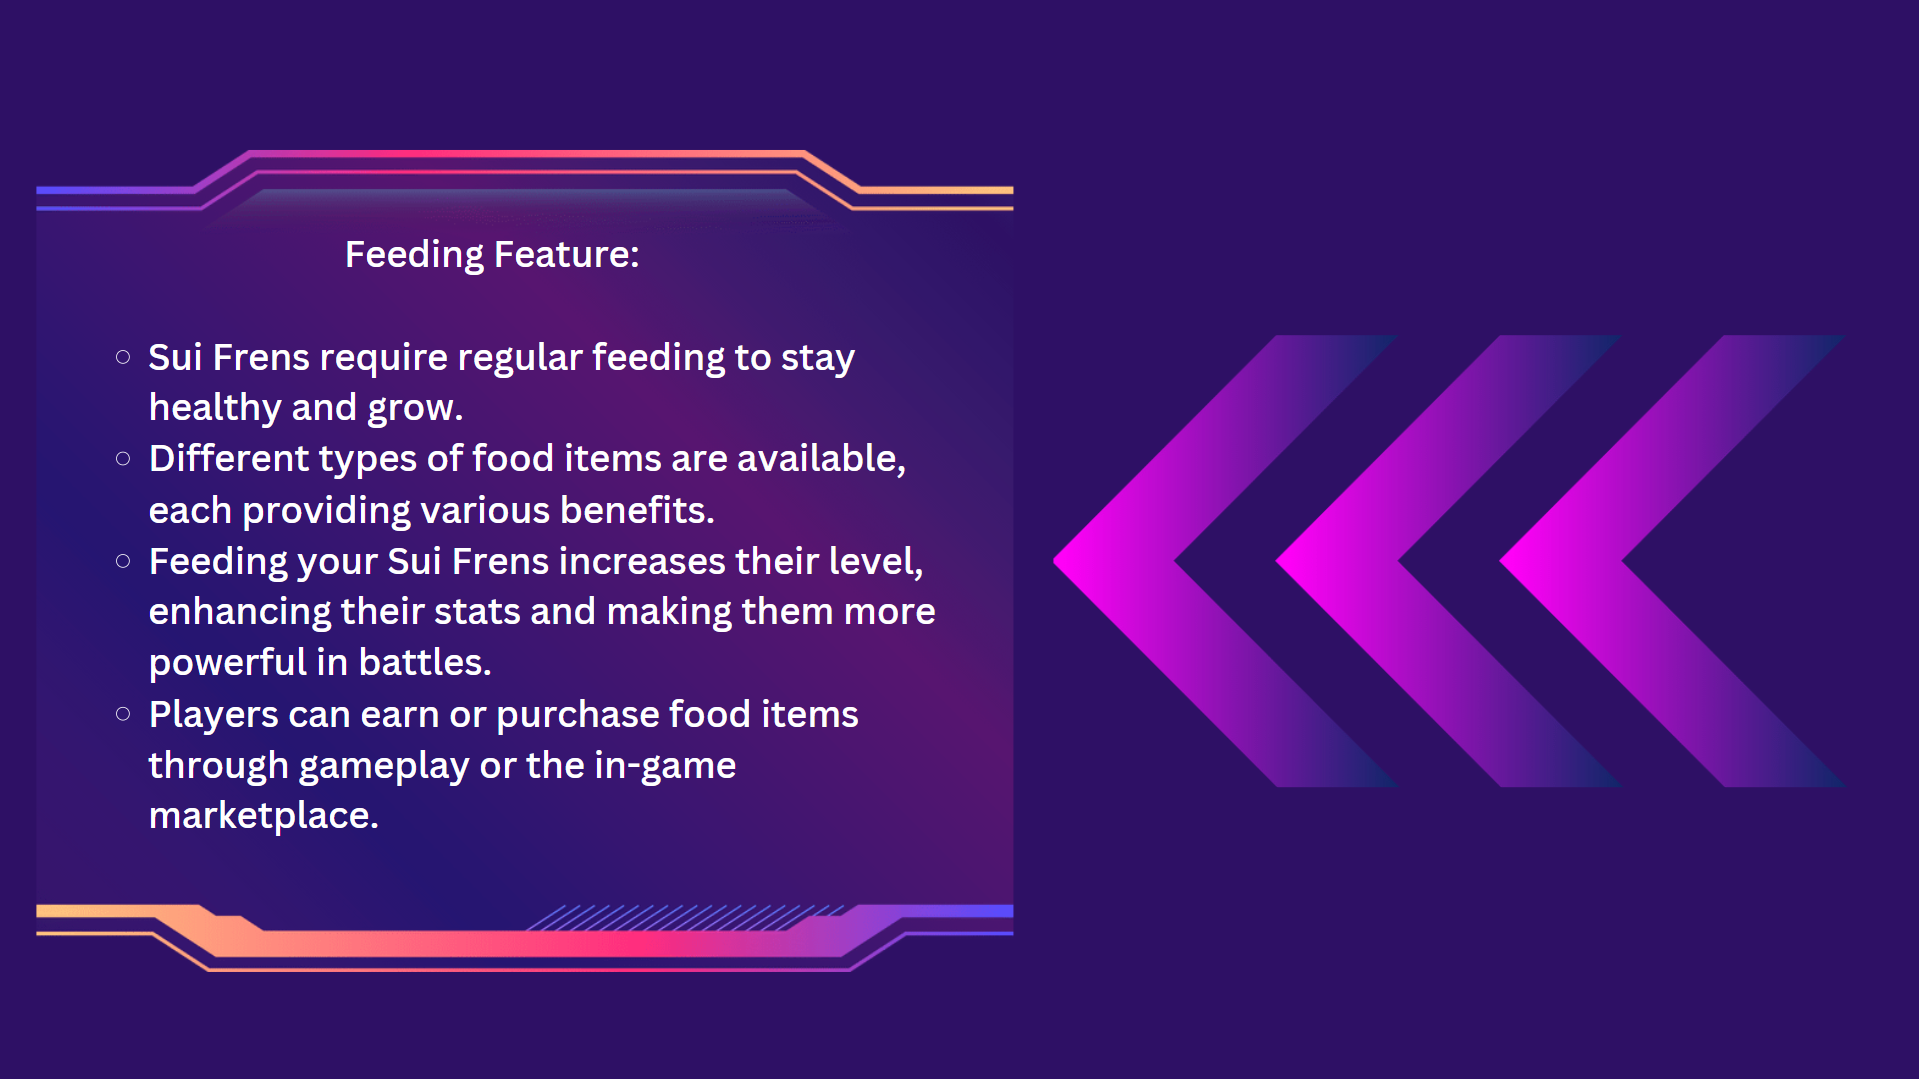 Feeding Feature:
Sui Frens require regular feeding to stay
healthy and grow.
Different types of food items are available,
each providing various benefits.
Feeding your Sui Frens increases their level,
enhancing their stats and making them more
powerful in battles.
Players can earn or purchase food items
through gameplay or the in-game
marketplace.